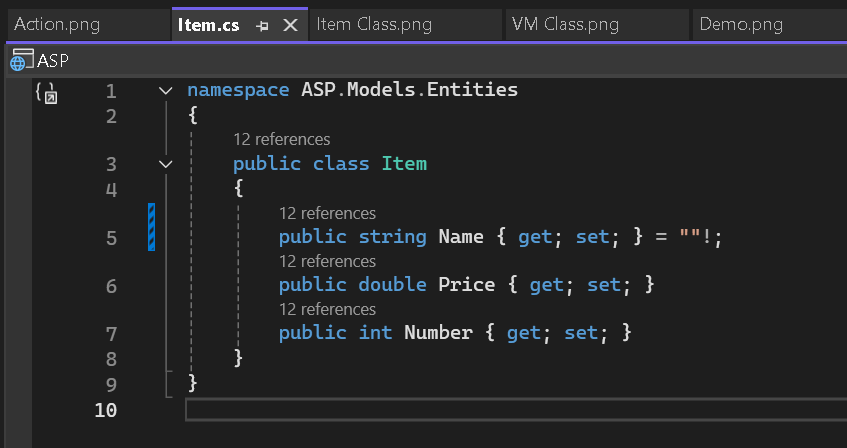 Action.png Item.cs Item Class.png VM Class.png Demo.png
ASP
1 namespace ASP.Models.Entities
2 {
12 references
3 public class Item
4 {
12 references
5 public string Name { get; set; } = ""!;
12 references
6 public double Price { get; set; }
12 references
7 public int Number { get; set; }
8 }
9 }
10